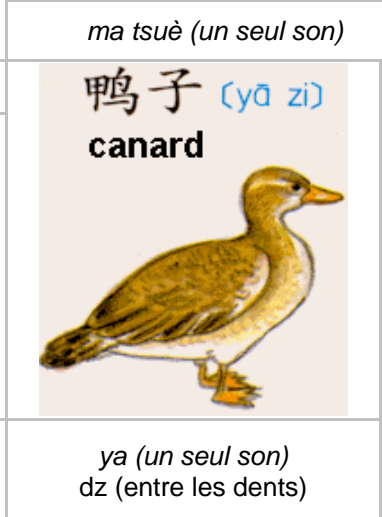 ma tsuè (un seul son)
鸭子 (yā zi)
canard
ya (un seul son)
dz (entre les dents)